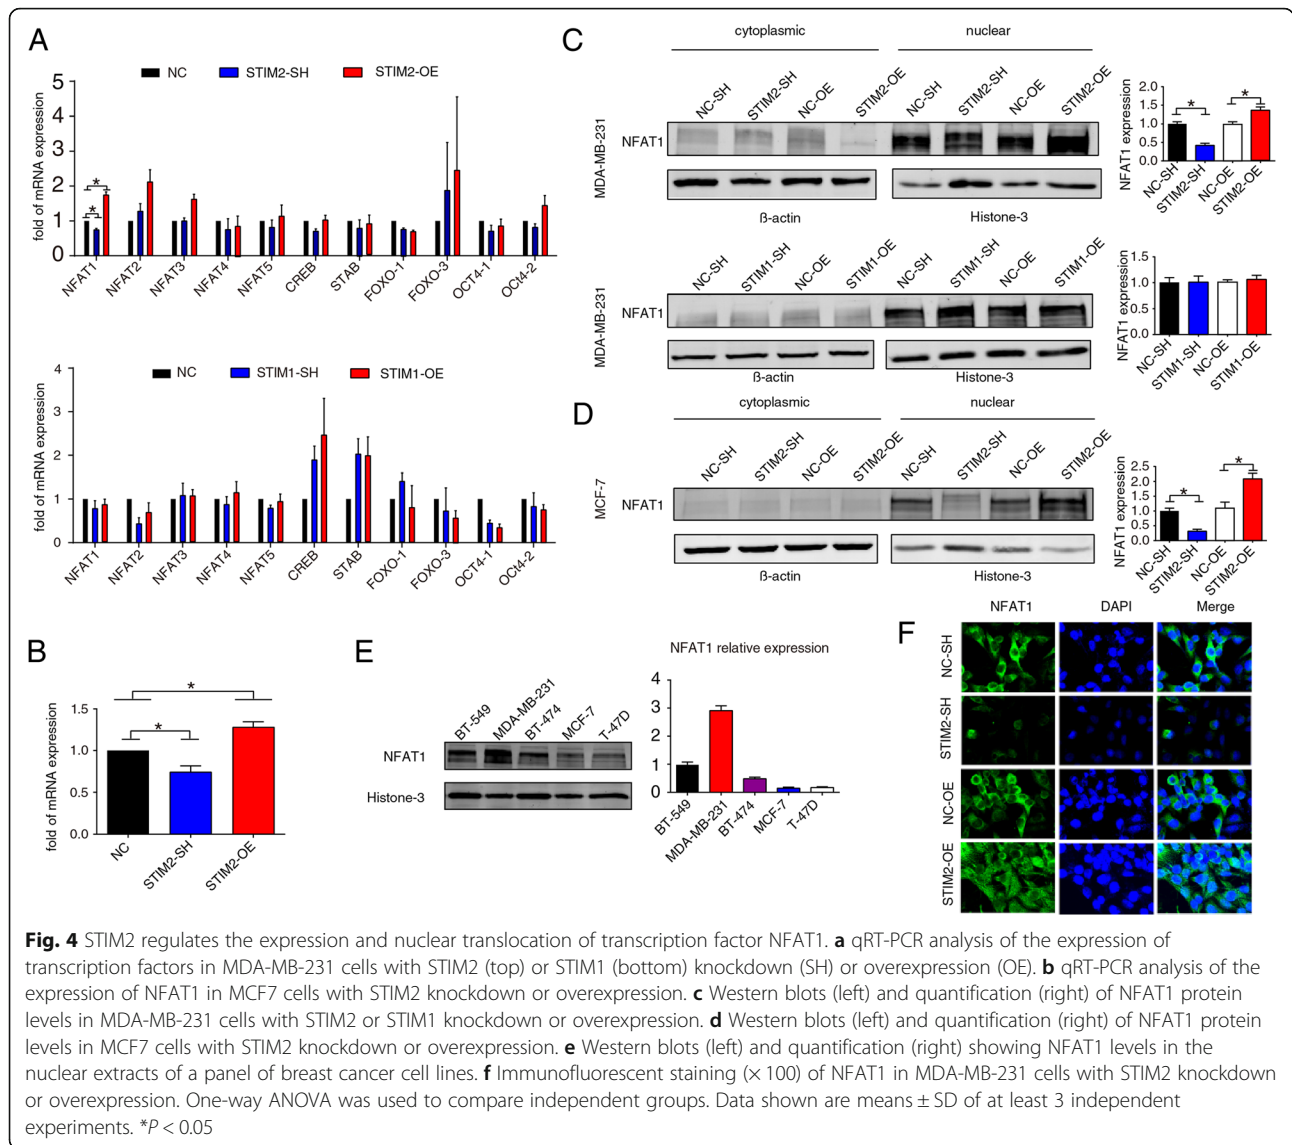 A
NC STIM2-SH STIM2-OE
fold of mRNA expression
5
4
3
2
1
0
*
*
NFAT1 NFAT2 NFAT3 NFAT4 NFAT5 CREB STAB FOXO-1 FOXO-3 OCT4-1 OCt4-2
NC STIM1-SH STIM1-OE
fold of mRNA expression
4
3
2
1
0
NFAT1 NFAT2 NFAT3 NFAT4 NFAT5 CREB STAB FOXO-1 FOXO-3 OCT4-1 OCt4-2
B
fold of mRNA expression
1.5
1.0
0.5
0.0
*
*
NC STIM2-SH STIM2-OE
C
cytoplasmic nuclear
NC-SH STIM2-SH NC-OE STIM2-OE NC-SH STIM2-SH NC-OE STIM2-OE
MDA-MB-231
NFAT1
ß-actin Histone-3
NFAT1 expression
2.0
1.5
1.0
0.5
0.0
* *
NC-SH STIM2-SH NC-OE STIM2-OE
NC-SH STIM1-SH NC-OE STIM1-OE NC-SH STIM1-SH NC-OE STIM1-OE
MDA-MB-231
NFAT1
ß-actin Histone-3
NFAT1 expression
1.5
1.0
0.5
0.0
NC-SH STIM1-SH NC-OE STIM1-OE
D
cytoplasmic nuclear
NC-SH STIM2-SH NC-OE STIM2-OE NC-SH STIM2-SH NC-OE STIM2-OE
MCF-7
NFAT1
ß-actin Histone-3
NFAT1 expression
2.5
2.0
1.5
1.0
0.5
0.0
* *
NC-SH STIM2-SH NC-OE STIM2-OE
E
BT-549 MDA-MB-231 BT-474 MCF-7 T-47D
NFAT1
Histone-3
NFAT1 relative expression
4
3
2
1
0
BT-549 MDA-MB-231 BT-474 MCF-7 T-47D
F
NFAT1 DAPI Merge
NC-SH
STIM2-SH
NC-OE
STIM2-OE
Fig. 4 STIM2 regulates the expression and nuclear translocation of transcription factor NFAT1. a qRT-PCR analysis of the expression of
transcription factors in MDA-MB-231 cells with STIM2 (top) or STIM1 (bottom) knockdown (SH) or overexpression (OE). b qRT-PCR analysis of the
expression of NFAT1 in MCF7 cells with STIM2 knockdown or overexpression. c Western blots (left) and quantification (right) of NFAT1 protein
levels in MDA-MB-231 cells with STIM2 or STIM1 knockdown or overexpression. d Western blots (left) and quantification (right) of NFAT1 protein
levels in MCF7 cells with STIM2 knockdown or overexpression. e Western blots (left) and quantification (right) showing NFAT1 levels in the
nuclear extracts of a panel of breast cancer cell lines. f Immunofluorescent staining (× 100) of NFAT1 in MDA-MB-231 cells with STIM2 knockdown
or overexpression. One-way ANOVA was used to compare independent groups. Data shown are means ± SD of at least 3 independent
experiments. *P < 0.05